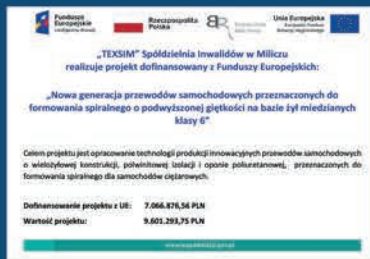 Fundusze
Europejskie
Inteligentny Rozwój
Rzeczpospolita
Polska
Unia Europejska
„TEXSIM” Spółdzielnia Inwalidów w Miliczu
realizuje projekt dofinansowany z Funduszy Europejskich:
„Nowa generacja przewodów samochodowych przeznaczonych do
formowania spiralnego o podwyższonej giętkości na bazie żył miedzianych
klasy 6”
Celem projektu jest opracowanie technologii produkcji innowacyjnych przewodów samochodowych
o wielożyłowej konstrukcji, polwinitowej izolacji i oponie poliuretanowej, przeznaczonych do
formowania spiralnego dla samochodów ciężarowych.
Dofinansowanie projektu z UE: 7.066.876,56 PLN
Wartość projektu: 9.601.293,75 PLN